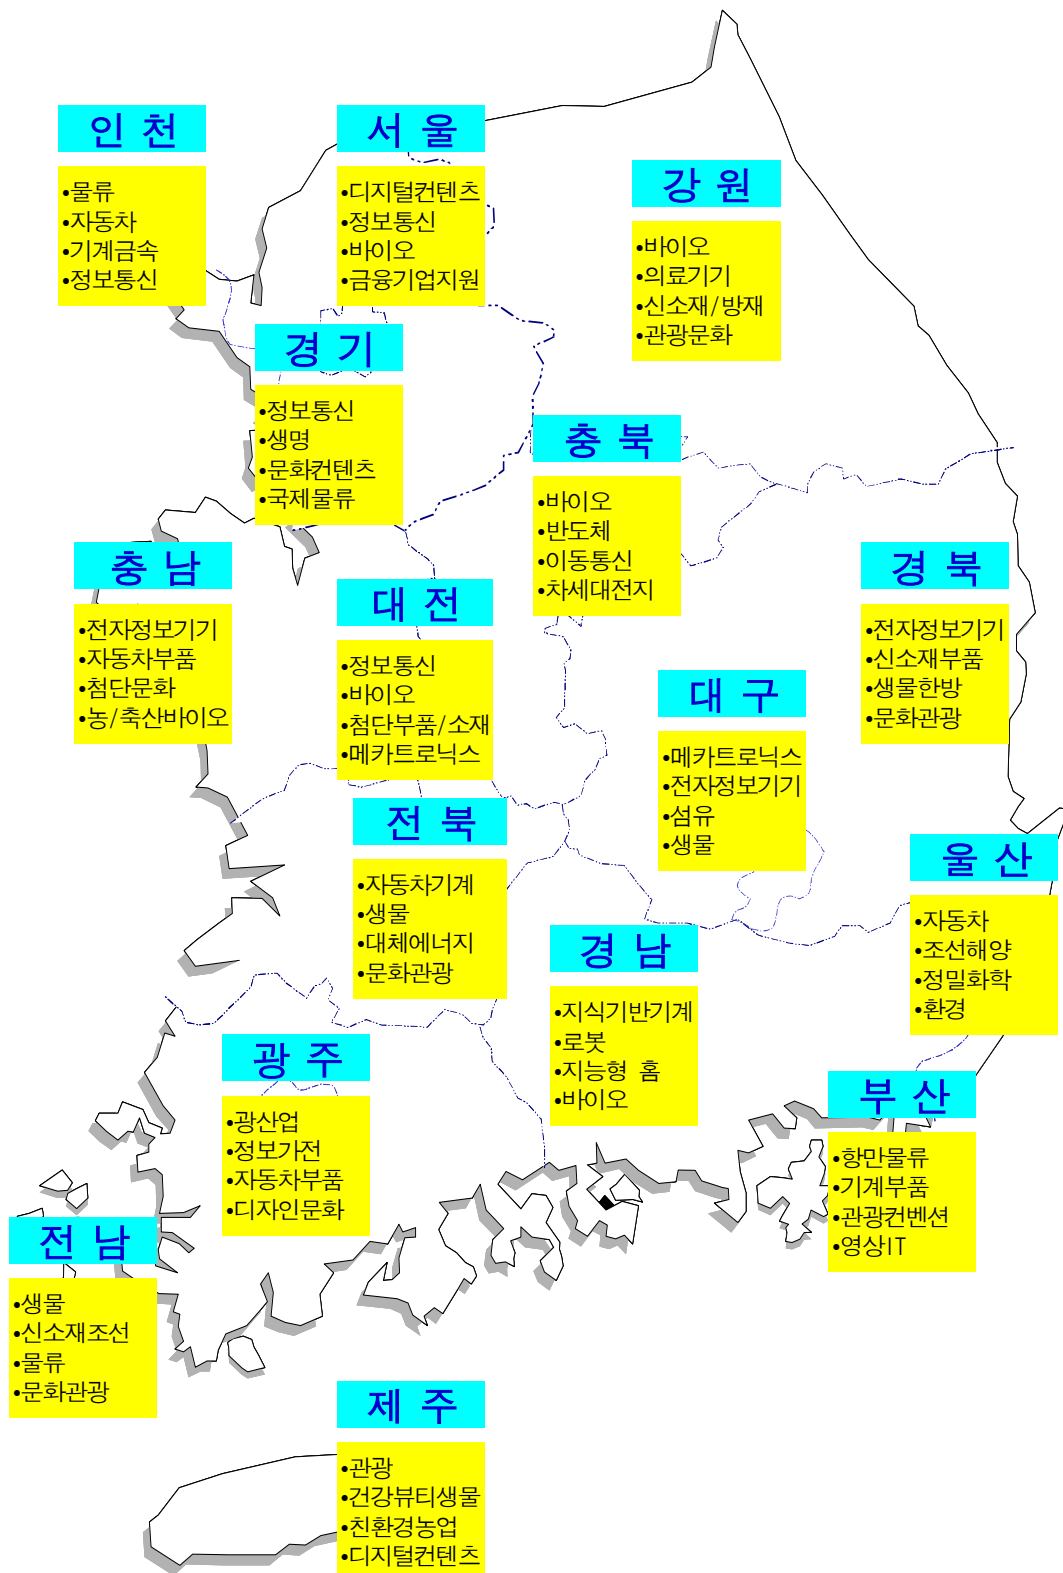 인 천
•물류
•자동차
•기계금속
•정보통신
서 울
•디지털컨텐츠
•정보통신
•바이오
•금융기업지원
강 원
•바이오
•의료기기
•신소재/방재
•관광문화
경 기
•정보통신
•생명
•문화컨텐츠
•국제물류
충 북
•바이오
•반도체
•이동통신
•차세대전지
충 남
•전자정보기기
•자동차부품
•첨단문화
•농/축산바이오
대 전
•정보통신
•바이오
•첨단부품/소재
•메카트로닉스
경 북
•전자정보기기
•신소재부품
•생물한방
•문화관광
대 구
•메카트로닉스
•전자정보기기
•섬유
•생물
전 북
•자동차기계
•생물
•대체에너지
•문화관광
울 산
•자동차
•조선해양
•정밀화학
•환경
경 남
•지식기반기계
•로봇
•지능형 홈
•바이오
광 주
•광산업
•정보가전
•자동차부품
•디자인문화
부 산
•항만물류
•기계부품
•관광컨벤션
•영상IT
전 남
•생물
•신소재조선
•물류
•문화관광
제 주
•관광
•건강뷰티생물
•친환경농업
•디지털컨텐츠